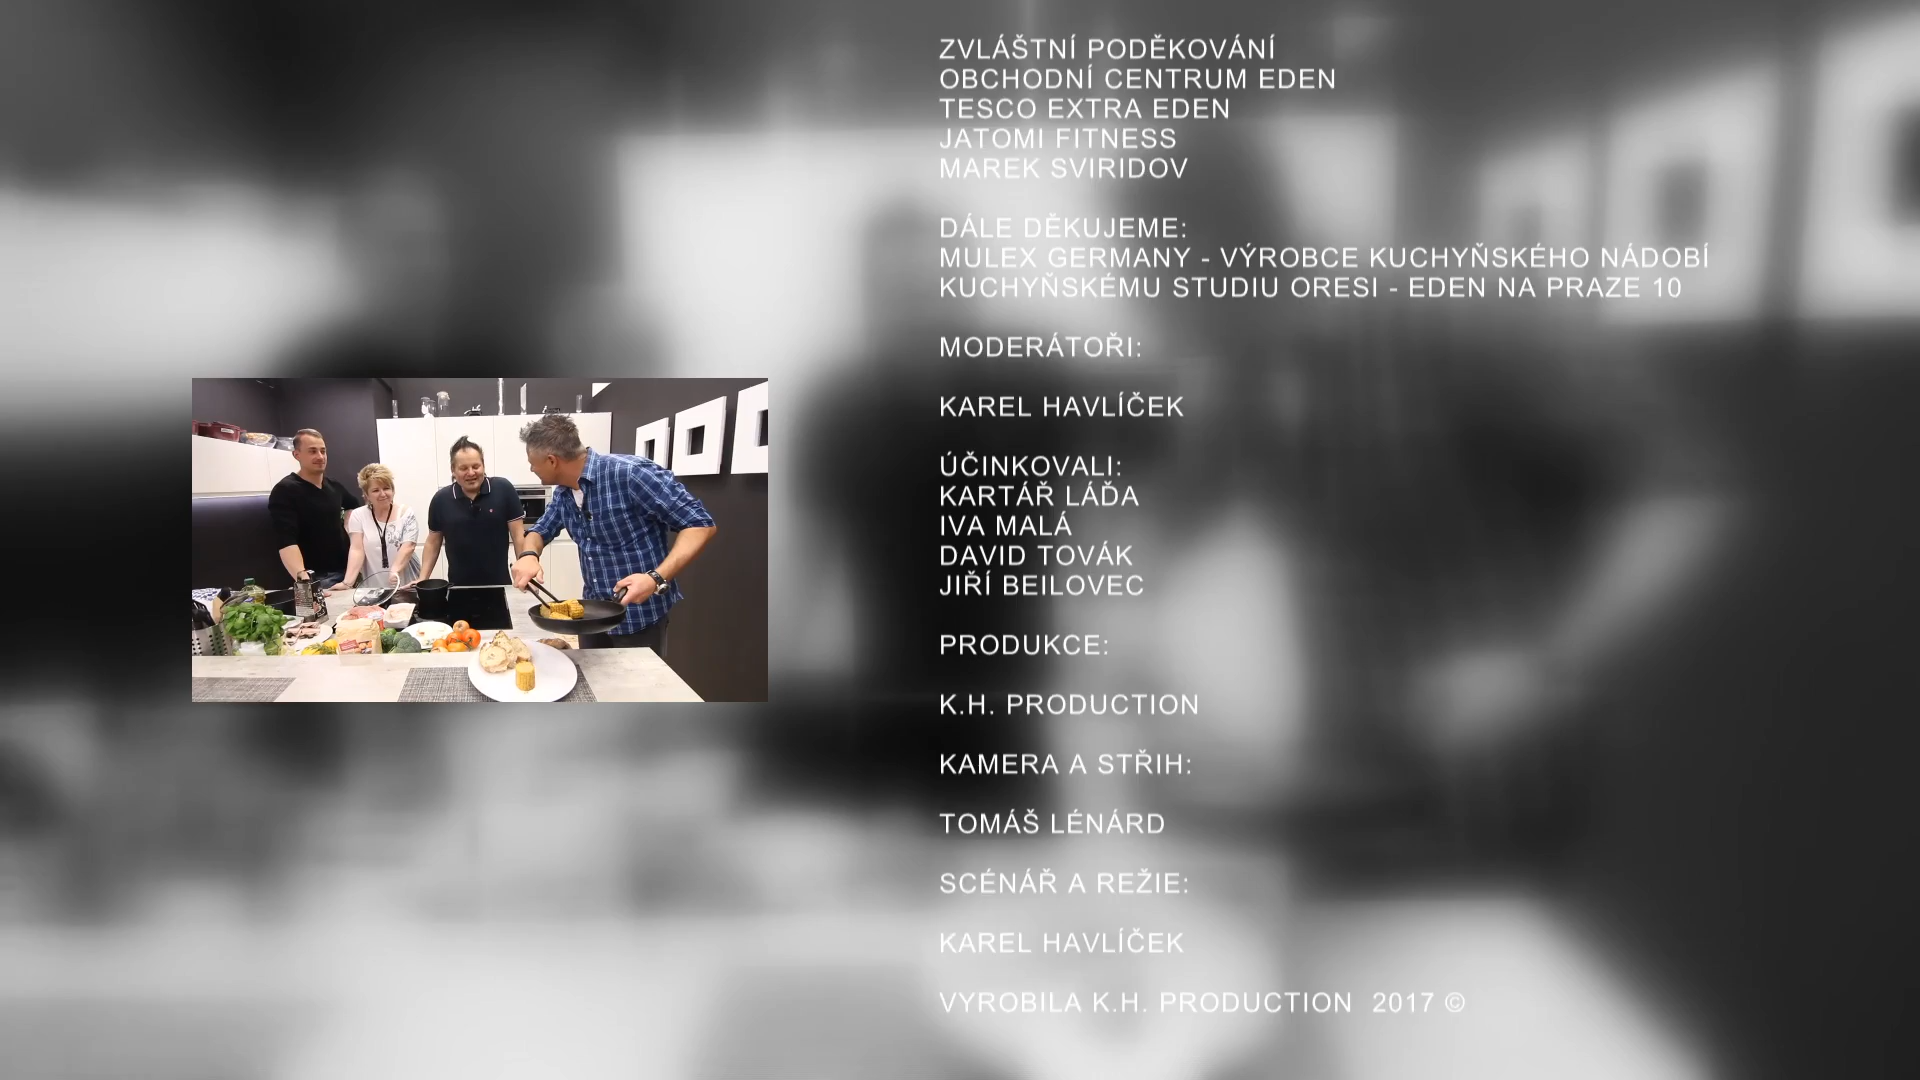 ZVLÁŠTNÍ PODĚKOVÁNÍ
OBCHODNÍ CENTRUM EDEN
TESCO EXTRA EDEN
JATOMI FITNESS
MAREK SVIRIDOV
DÁLE DĚKUJEME:
MULEX GERMANY - VÝROBCE KUCHYŇSKÉHO NÁDOBÍ
KUCHYŇSKÉMU STUDIU ORESI - EDEN NA PRAZE 10
MODERÁTOŘI:
KAREL HAVLÍČEK
ÚČINKOVALI:
KARTÁŘ LÁĎA
IVA MALÁ
DAVID TOVÁK
JIŘÍ BEILOVEC
PRODUKCE:
K.H. PRODUCTION
KAMERA A STŘIH:
TOMÁŠ LÉNÁRD
SCÉNÁŘ A REŽIE:
KAREL HAVLÍČEK
VYROBILA K.H. PRODUCTION 2017 ©